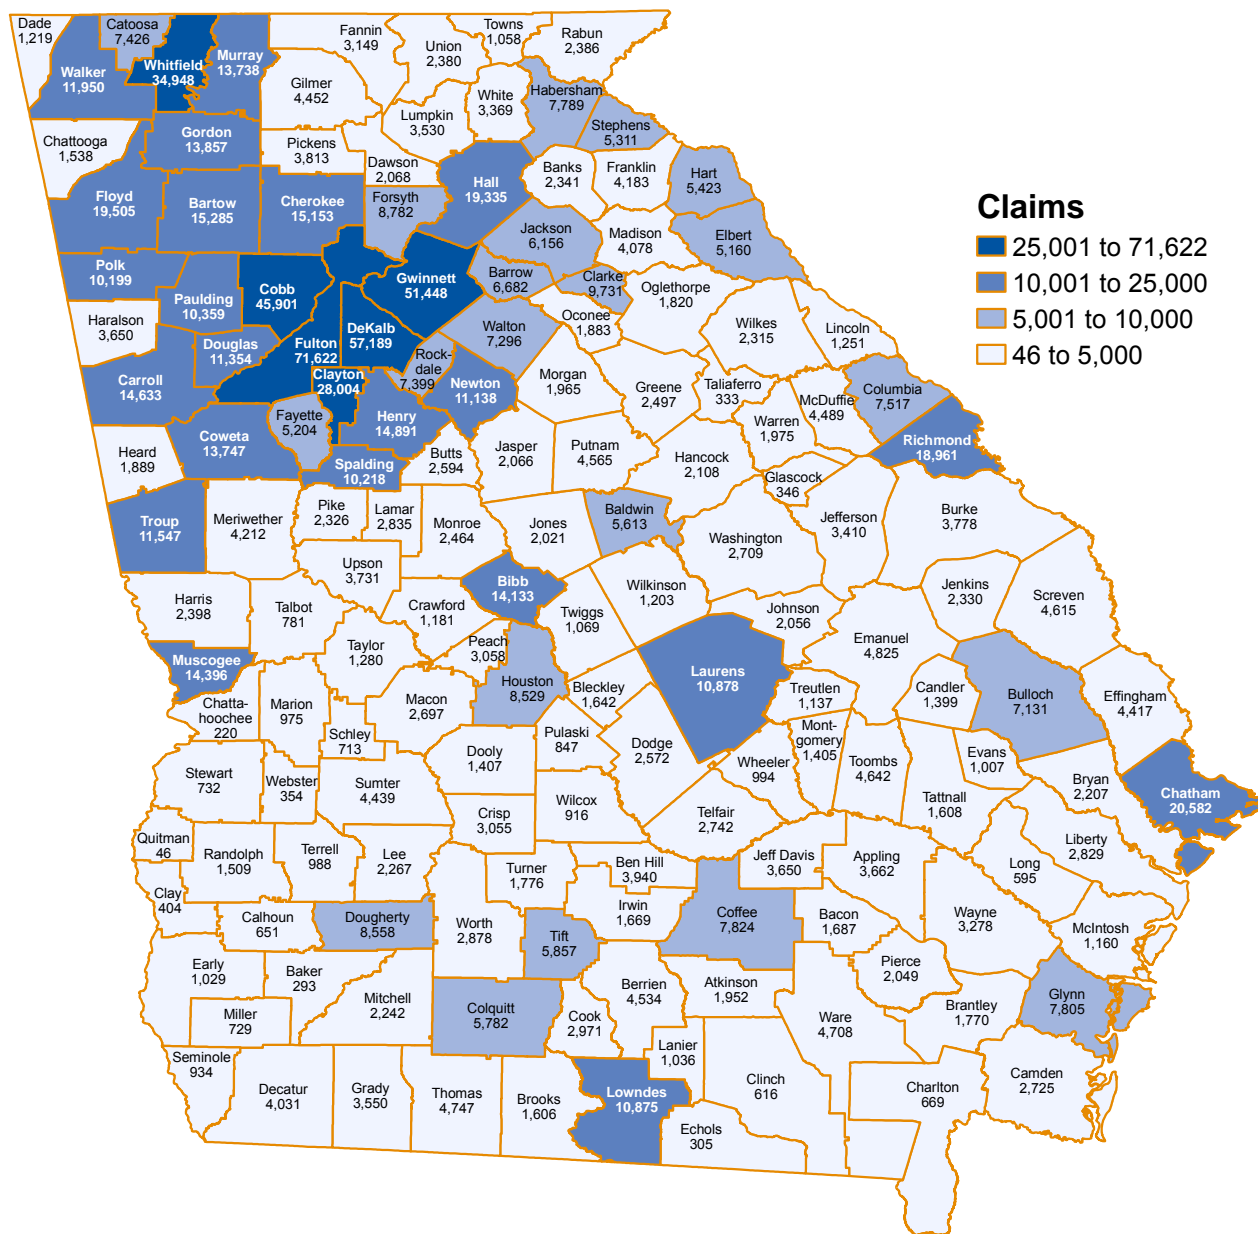 Dade
1,219
Catoosa
7,426
Walker
11,950
Whitfield
34,948
Murray
13,738
Fannin
3,149
Union
2,380
Towns
1,058
Rabun
2,386
Gilmer
4,452
White
3,369
Habersham
7,789
Lumpkin
3,530
Stephens
5,311
Chattooga
1,538
Gordon
13,857
Pickens
3,813
Dawson
2,068
Hall
19,335
Banks
2,341
Franklin
4,183
Hart
5,423
Floyd
19,505
Bartow
15,285
Cherokee
15,153
Forsyth
8,782
Jackson
6,156
Madison
4,078
Elbert
5,160
Claims
25,001 to 71,622
10,001 to 25,000
5,001 to 10,000
46 to 5,000
Polk
10,199
Paulding
10,359
Cobb
45,901
Gwinnett
51,448
Barrow
6,682
Clarke
9,731
Oglethorpe
1,820
Haralson
3,650
Douglas
11,354
Fulton
71,622
DeKalb
57,189
Walton
7,296
Oconee
1,883
Wilkes
2,315
Lincoln
1,251
Carroll
14,633
Clayton
28,004
Rock-
dale
7,399
Newton
11,138
Morgan
1,965
Greene
2,497
Taliaferro
333
McDuffie
4,489
Columbia
7,517
Fayette
5,204
Henry
14,891
Warren
1,975
Richmond
18,961
Heard
1,889
Coweta
13,747
Spalding
10,218
Butts
2,594
Jasper
2,066
Putnam
4,565
Hancock
2,108
Glascock
346
Troup
11,547
Meriwether
4,212
Pike
2,326
Lamar
2,835
Monroe
2,464
Jones
2,021
Baldwin
5,613
Washington
2,709
Jefferson
3,410
Burke
3,778
Upson
3,731
Bibb
14,133
Wilkinson
1,203
Jenkins
2,330
Screven
4,615
Harris
2,398
Talbot
781
Crawford
1,181
Twiggs
1,069
Johnson
2,056
Emanuel
4,825
Muscogee
14,396
Taylor
1,280
Peach
3,058
Houston
8,529
Bleckley
1,642
Laurens
10,878
Treutlen
1,137
Candler
1,399
Bulloch
7,131
Effingham
4,417
Chatta-
hoochee
220
Marion
975
Macon
2,697
Schley
713
Dooly
1,407
Pulaski
847
Dodge
2,572
Wheeler
994
Mont-
gomery
1,405
Toombs
4,642
Evans
1,007
Bryan
2,207
Chatham
20,582
Stewart
732
Webster
354
Sumter
4,439
Crisp
3,055
Wilcox
916
Telfair
2,742
Tattnall
1,608
Liberty
2,829
Quitman
46
Randolph
1,509
Terrell
988
Lee
2,267
Turner
1,776
Ben Hill
3,940
Jeff Davis
3,650
Appling
3,662
Long
595
Clay
404
Calhoun
651
Dougherty
8,558
Worth
2,878
Tift
5,857
Irwin
1,669
Coffee
7,824
Bacon
1,687
Wayne
3,278
McIntosh
1,160
Early
1,029
Baker
293
Mitchell
2,242
Colquitt
5,782
Berrien
4,534
Atkinson
1,952
Pierce
2,049
Glynn
7,805
Miller
729
Cook
2,971
Ware
4,708
Brantley
1,770
Seminole
934
Decatur
4,031
Grady
3,550
Thomas
4,747
Brooks
1,606
Lowndes
10,875
Lanier
1,036
Clinch
616
Charlton
669
Camden
2,725
Echols
305